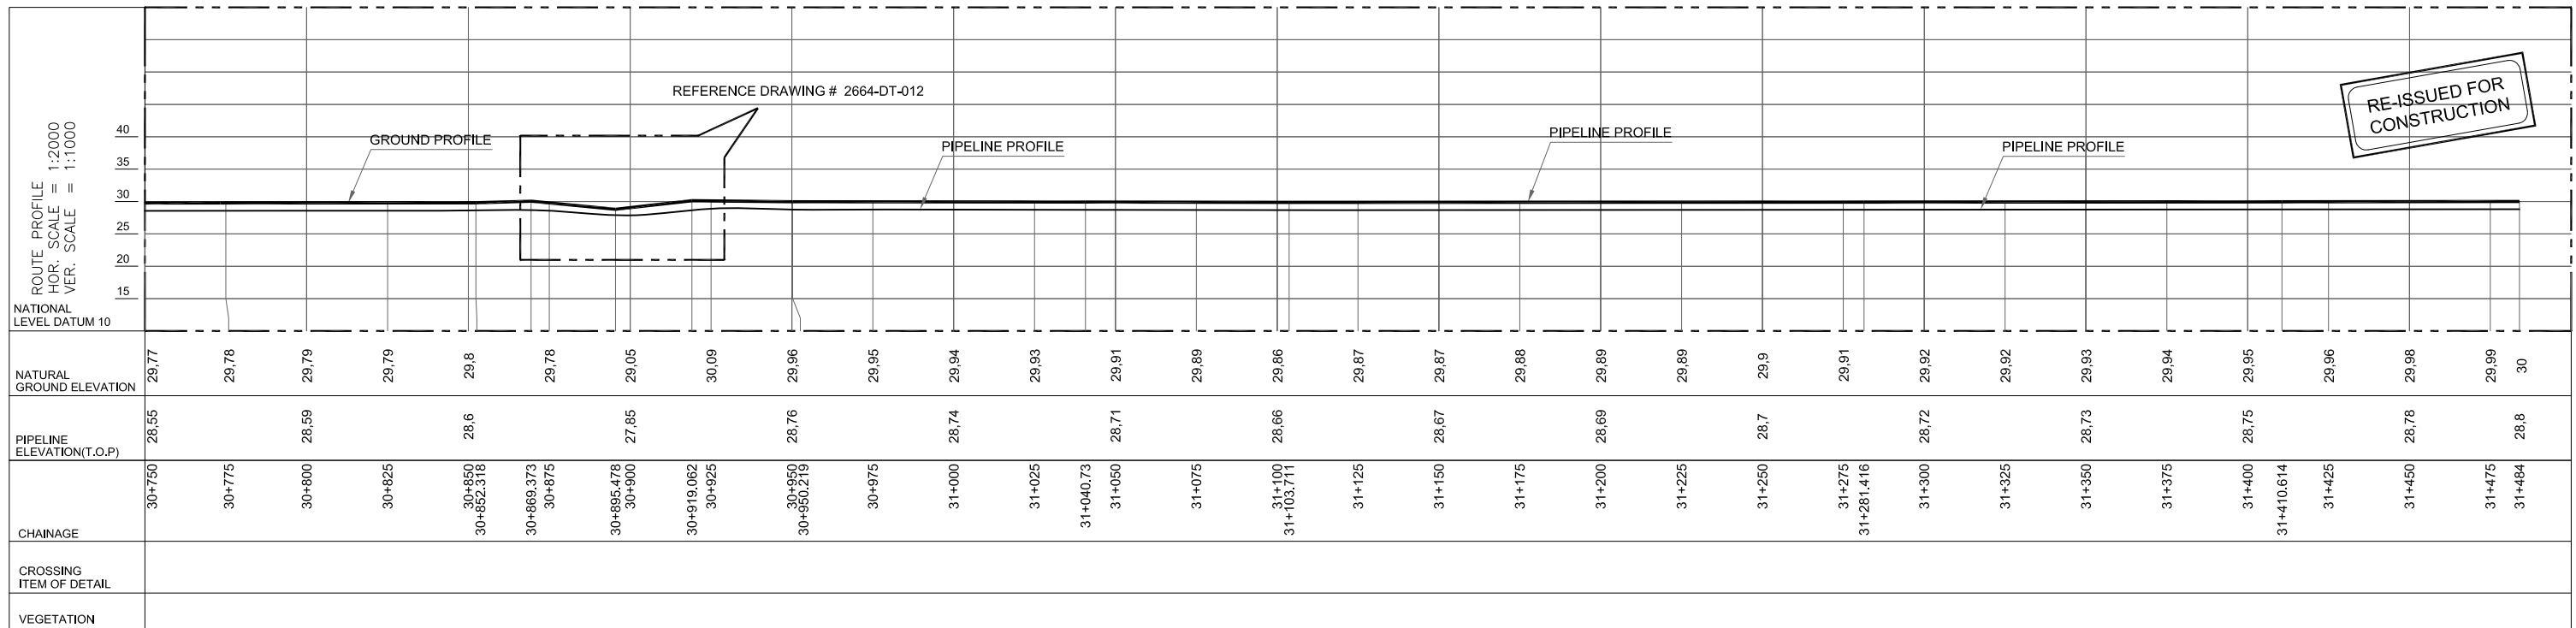 REFERENCE DRAWING # 2664-DT-012
RE-ISSUED FOR
CONSTRUCTION
GROUND PROFILE
PIPELINE PROFILE
PIPELINE PROFILE
PIPELINE PROFILE
ROUTE PROFILE
HOR. SCALE = 1:2000
VER. SCALE = 1:1000
40
35
30
25
20
15
NATIONAL
LEVEL DATUM 10
NATURAL
GROUND ELEVATION
29,77 29,78 29,79 29,79 29,8 29,78 29,05 30,09 29,96 29,95 29,94 29,93 29,91 29,89 29,86 29,87 29,87 29,88 29,89 29,89 29,9 29,91 29,92 29,92 29,93 29,94 29,95 29,96 29,98 29,99 30
PIPELINE
ELEVATION(T.O.P)
28,55 28,59 28,6 27,85 28,76 28,74 28,71 28,66 28,67 28,69 28,7 28,72 28,73 28,75 28,78 28,8
CHAINAGE
30+750 30+775 30+800 30+825 30+850 30+852.318 30+869.373 30+875 30+895.478 30+900 30+919.062 30+925 30+950 30+950.219 30+975 31+000 31+025 31+040.73 31+050 31+075 31+100 31+103.711 31+125 31+150 31+175 31+200 31+225 31+250 31+275 31+281.416 31+300 31+325 31+350 31+375 31+400 31+410.614 31+425 31+450 31+475 31+484
CROSSING
ITEM OF DETAIL
VEGETATION